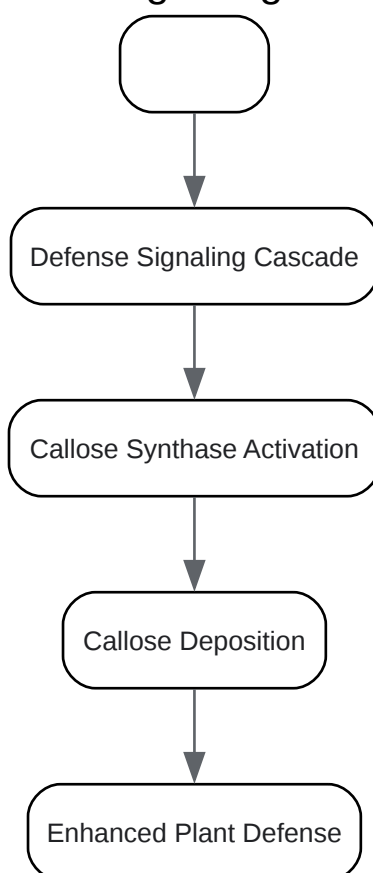 Defense Signaling Cascade
Callose Synthase Activation
Callose Deposition
Enhanced Plant Defense